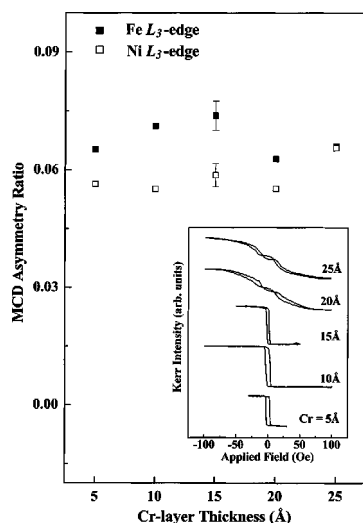 Fe L3-edge
Ni L3-edge
MCD Asymmetry Ratio
0.09
0.06
0.03
0.00
5 10 15 20 25
Cr-layer Thickness (Å)
Kerr Intensity (arb. units)
25Å
20Å
15Å
10Å
Cr = 5Å
-100 -50 0 50 100
Applied Field (Oe)